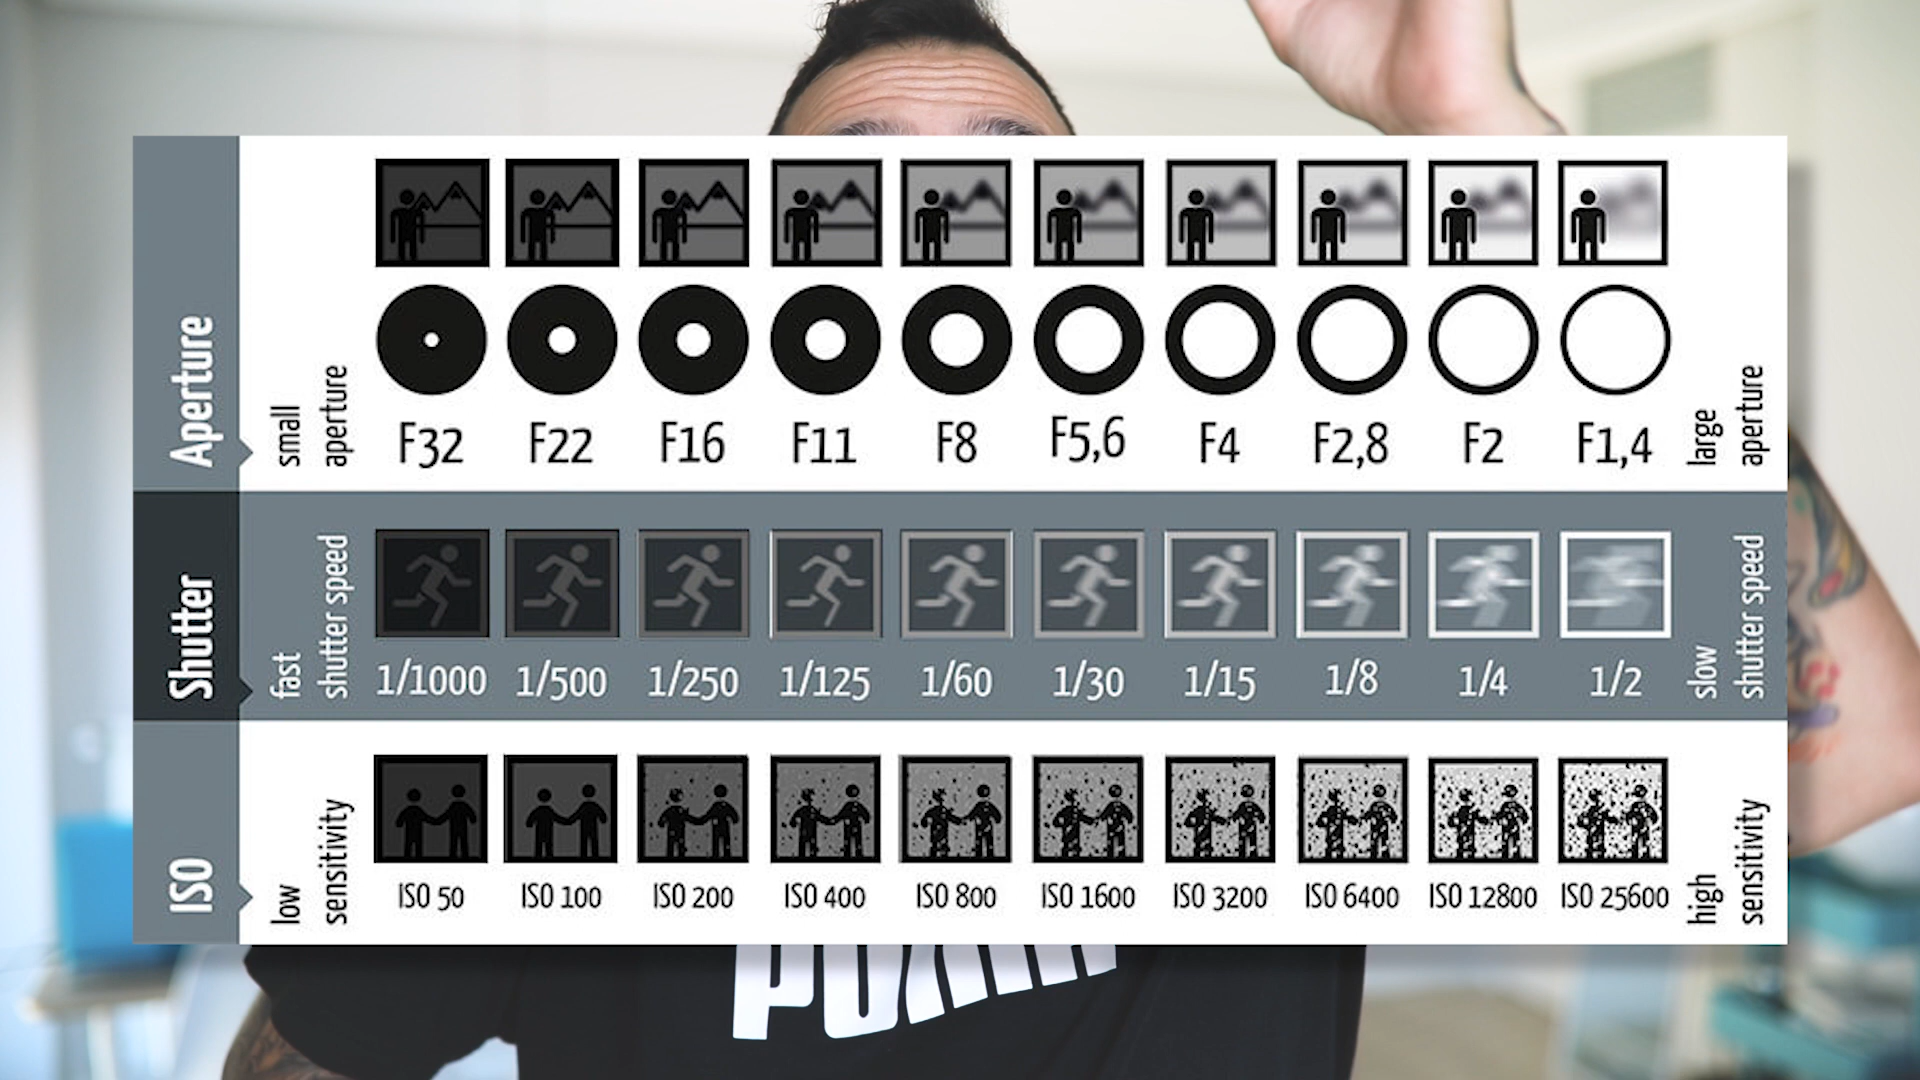 Aperture
small
aperture
F32 F22 F16 F11 F8 F5,6 F4 F2,8 F2 F1,4
large
aperture
Shutter
fast
shutter speed
1/1000 1/500 1/250 1/125 1/60 1/30 1/15 1/8 1/4 1/2
slow
shutter speed
ISO
low
sensitivity
ISO 50 ISO 100 ISO 200 ISO 400 ISO 800 ISO 1600 ISO 3200 ISO 6400 ISO 12800 ISO 25600
high
sensitivity